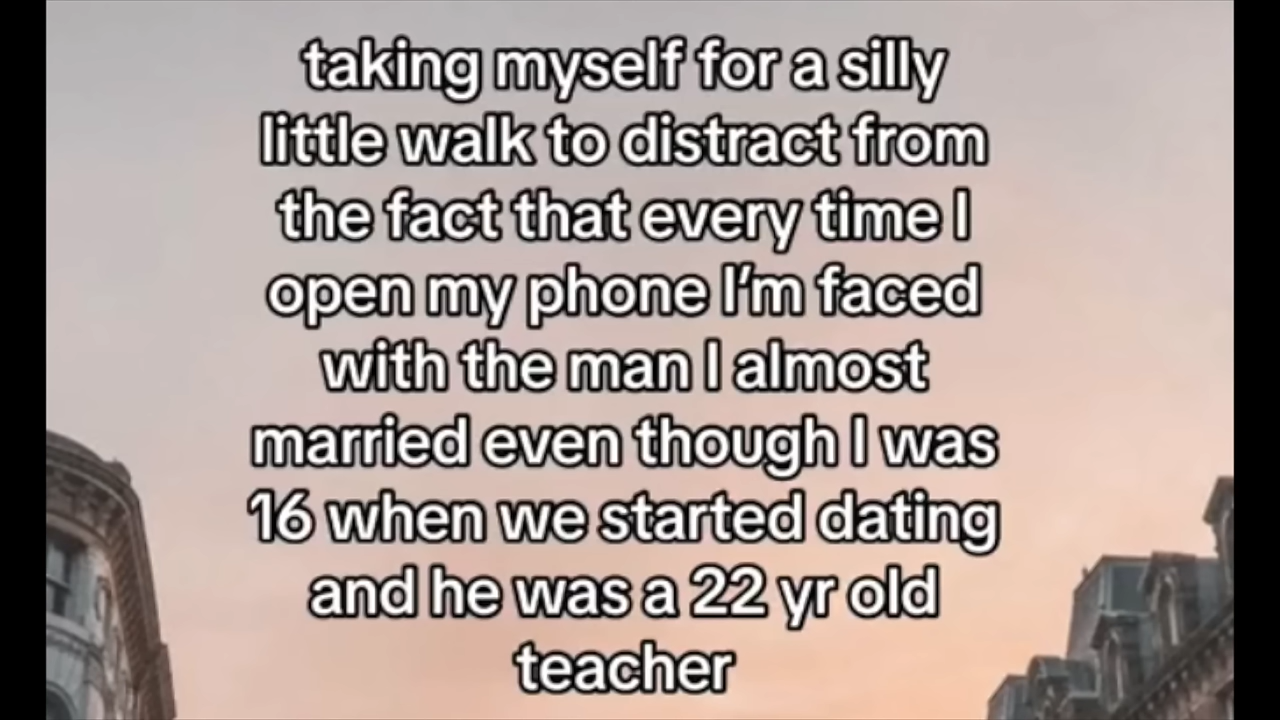 taking myself for a silly
little walk to distract from
the fact that every time I
open my phone I'm faced
with the man I almost
married even though I was
16 when we started dating
and he was a 22 yr old
teacher